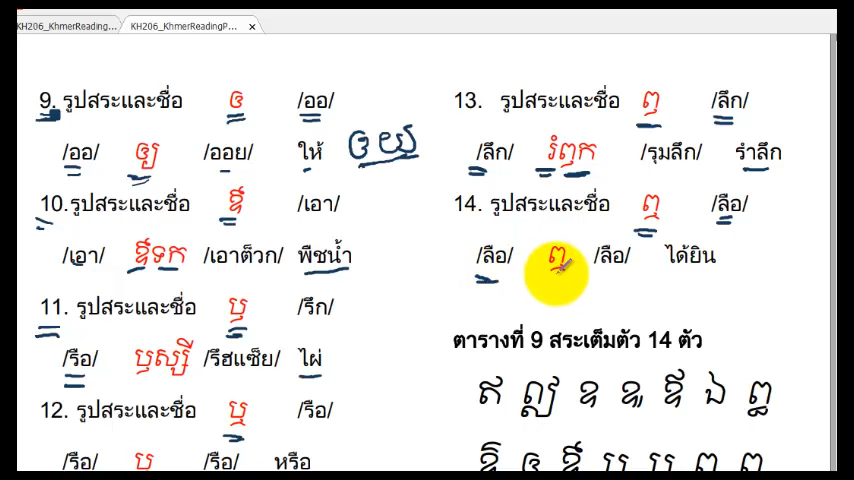 KH206_KhmerReading... KH206_KhmerReadingP...
9. รูปสระและชื่อ ឲ /ออ/
/ออ/ ឲ្យ /ออย/ ให้
10.รูปสระและชื่อ ឪ /เอา/
/เอา/ ឪទក /เอาต็วก/ พืชน้ำ
11. รูปสระและชื่อ ឫ /รึก/
/รือ/ ឫស្សី /รึฮแซ็ย/ ไผ่
12. รูปสระและชื่อ ឬ /รือ/
/รือ/ ឬ /รือ/ หรือ
13. รูปสระและชื่อ ឭ /ลึก/
/ลึก/ រំឭក /รุมลึก/ รำลึก
14. รูปสระและชื่อ ឮ /ลือ/
/ลือ/ ឮ /ลือ/ ได้ยิน
ตารางที่ 9 สระเต็มตัว 14 ตัว
ឥ ឦ ឧ ឩ ឪ ឯ ឰ
ឱ ឲ ឪ ឫ ឬ ឭ ឮ